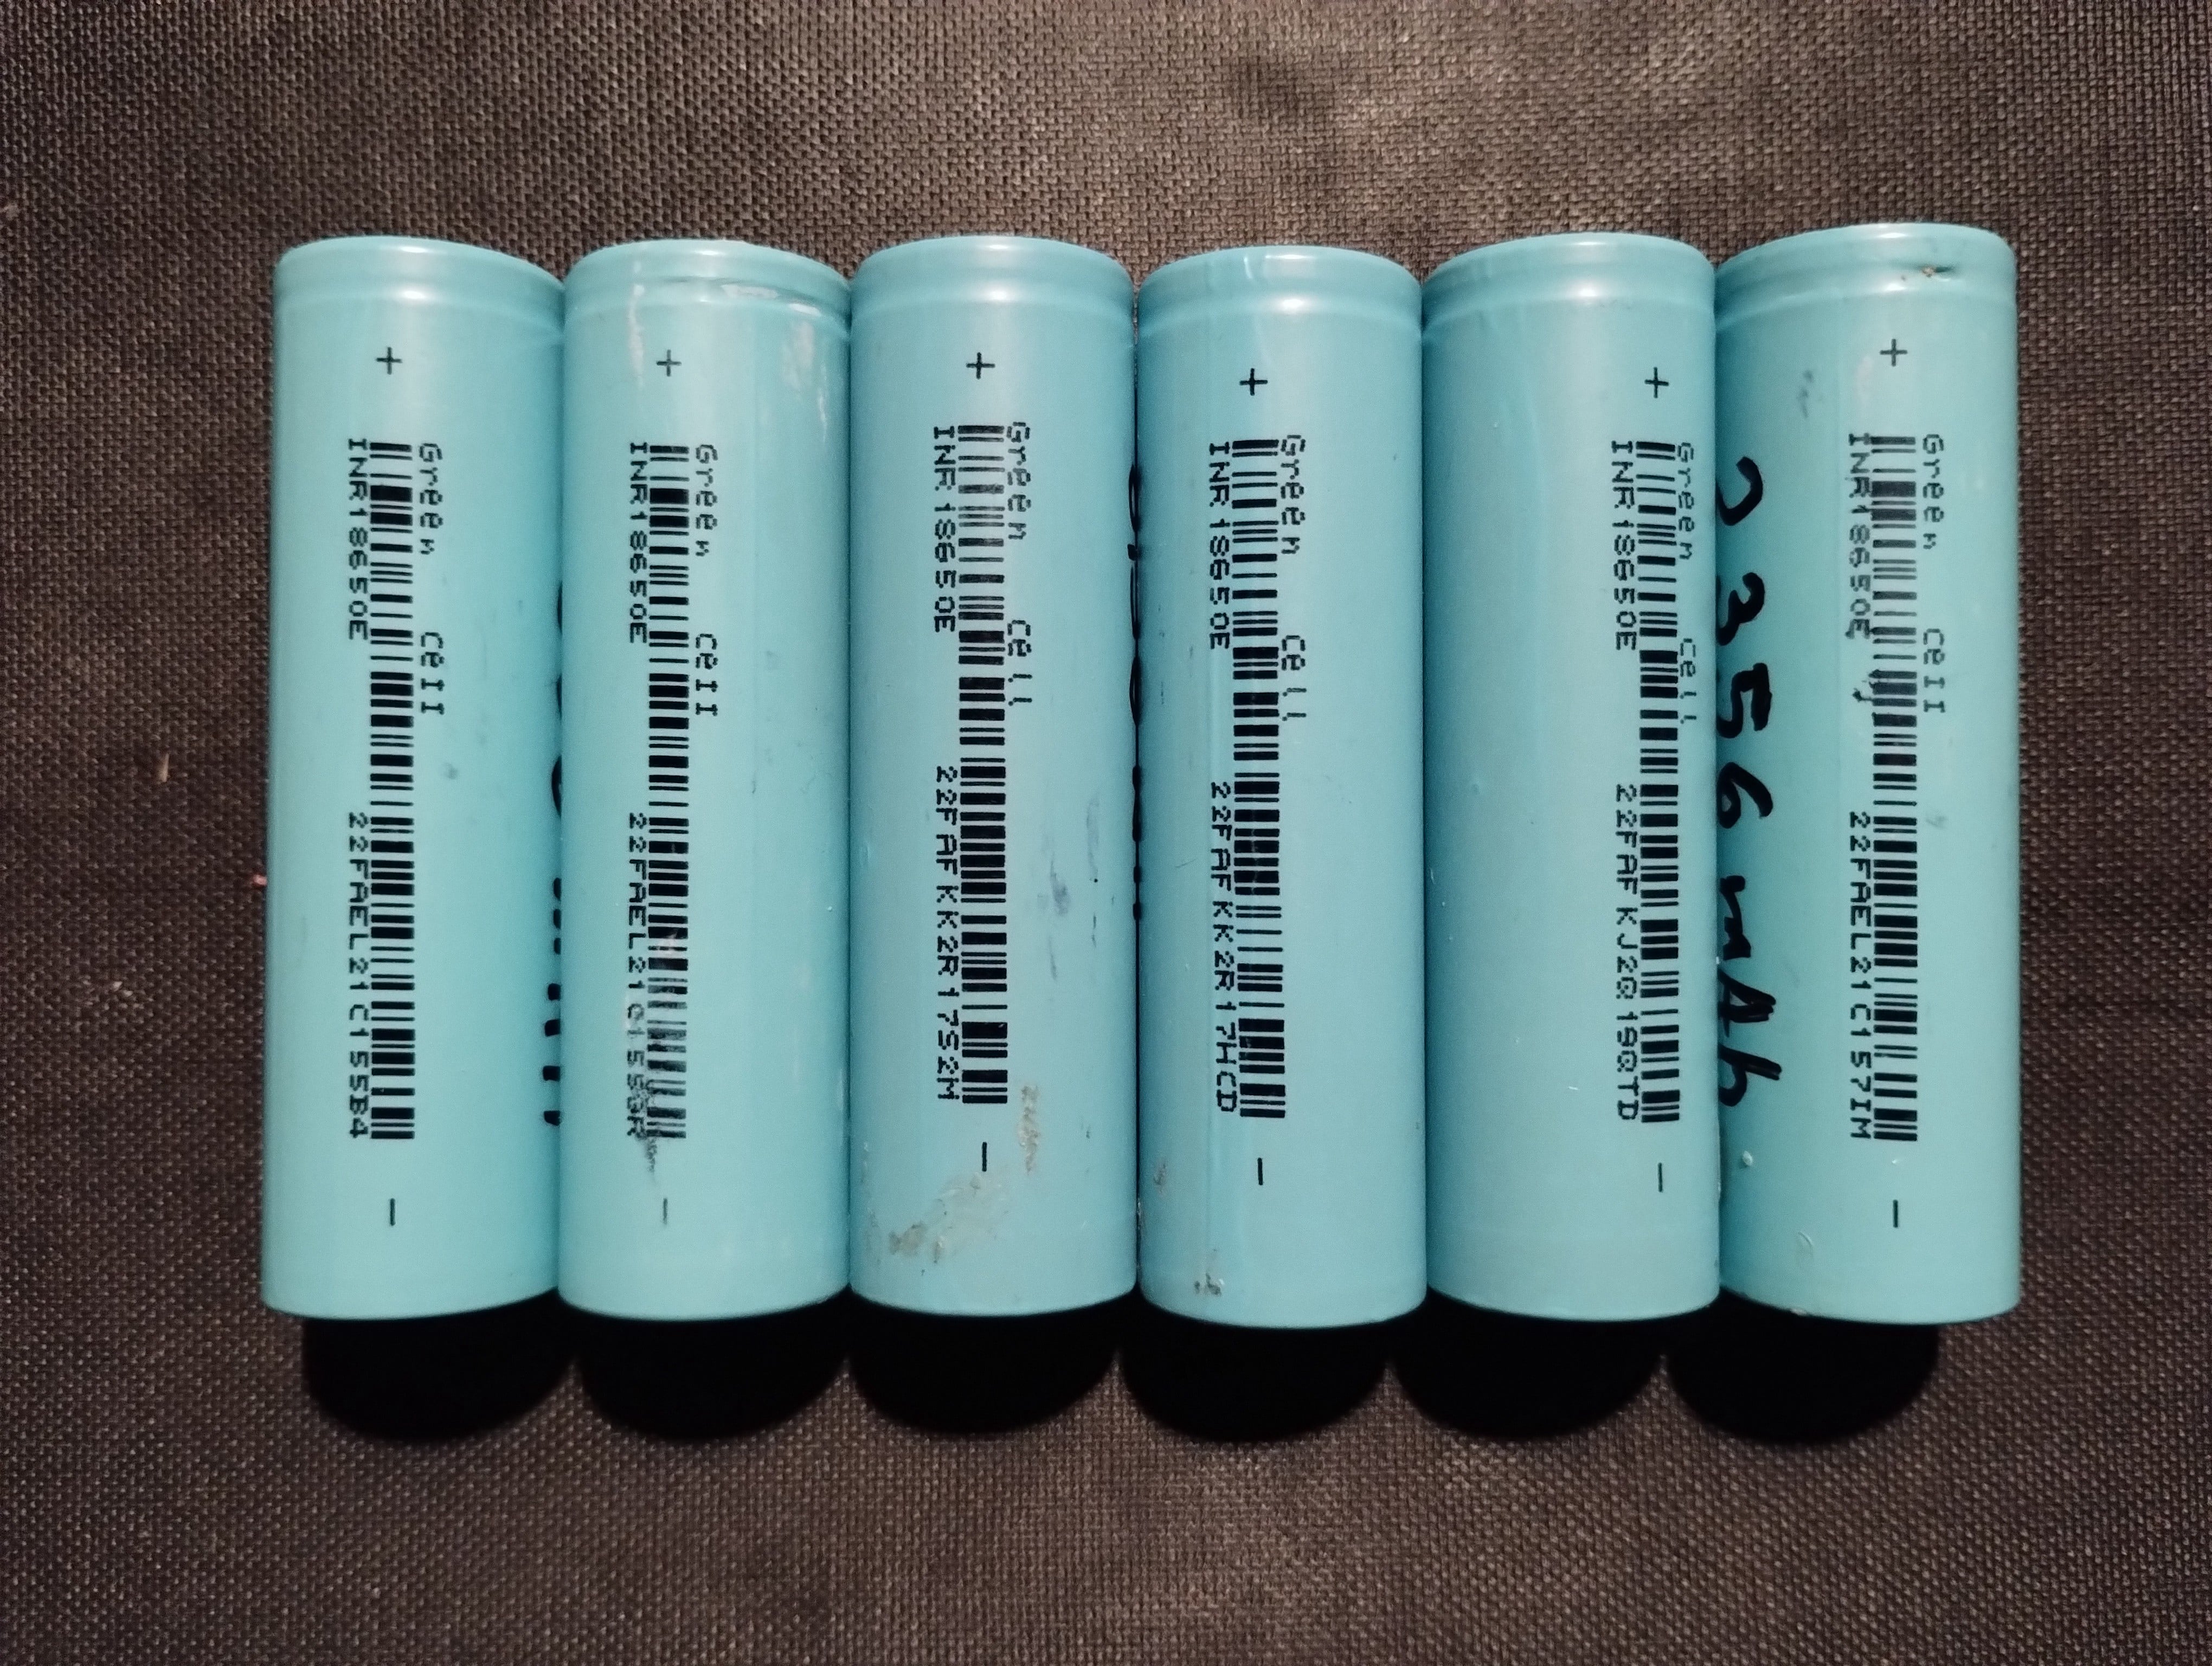 +
Green Cell
INR18650E 22FAEL21C155B4
-
+
Green Cell
INR18650E
-
+
Green Cell
INR18650E 22FAFKK2R17S2M
-
+
Green Cell
INR18650E 22FAFKK2R17HCD
-
+
Green Cell
INR18650E 22FAFKJ2Q19QTD
-
2356 mAh
+
Green Cell
INR18650E 22FAEL21C157IM
-